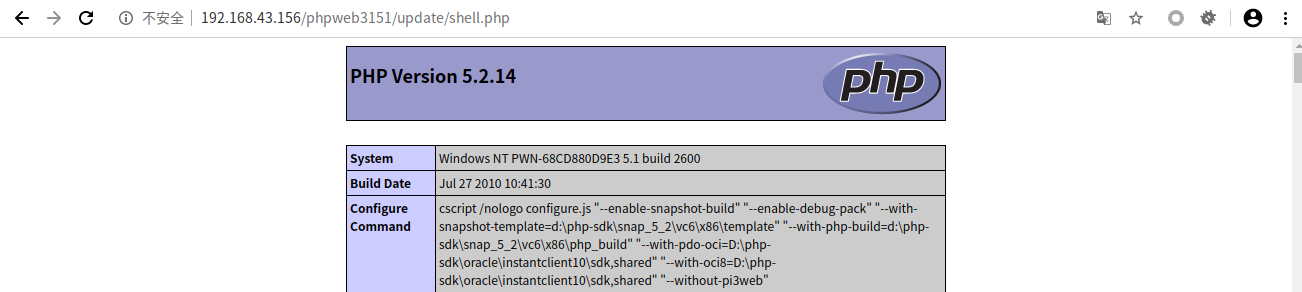 不安全 | 192.168.43.156/phpweb3151/update/shell.php
PHP Version 5.2.14
php
System Windows NT PWN-68CD880D9E3 5.1 build 2600
Build Date Jul 27 2010 10:41:30
Configure Command
cscript /nologo configure.js "--enable-snapshot-build" "--enable-debug-pack" "--with-
snapshot-template=d:\php-sdk\snap_5_2\vc6\x86\template" "--with-php-build=d:\php-
sdk\snap_5_2\vc6\x86\php_build" "--with-pdo-oci=D:\php-
sdk\oracle\instantclient10\sdk,shared" "--with-oci8=D:\php-
sdk\oracle\instantclient10\sdk,shared" "--without-pi3web"